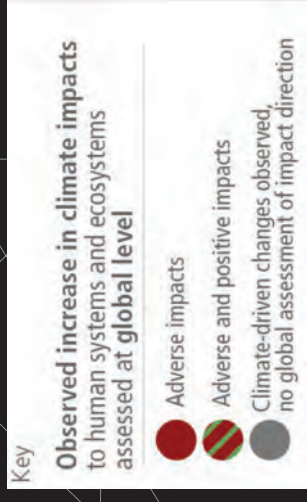 Key
Observed increase in climate impacts
to human systems and ecosystems
assessed at global level
Adverse impacts
Adverse and positive impacts
Climate-driven changes observed,
no global assessment of impact direction